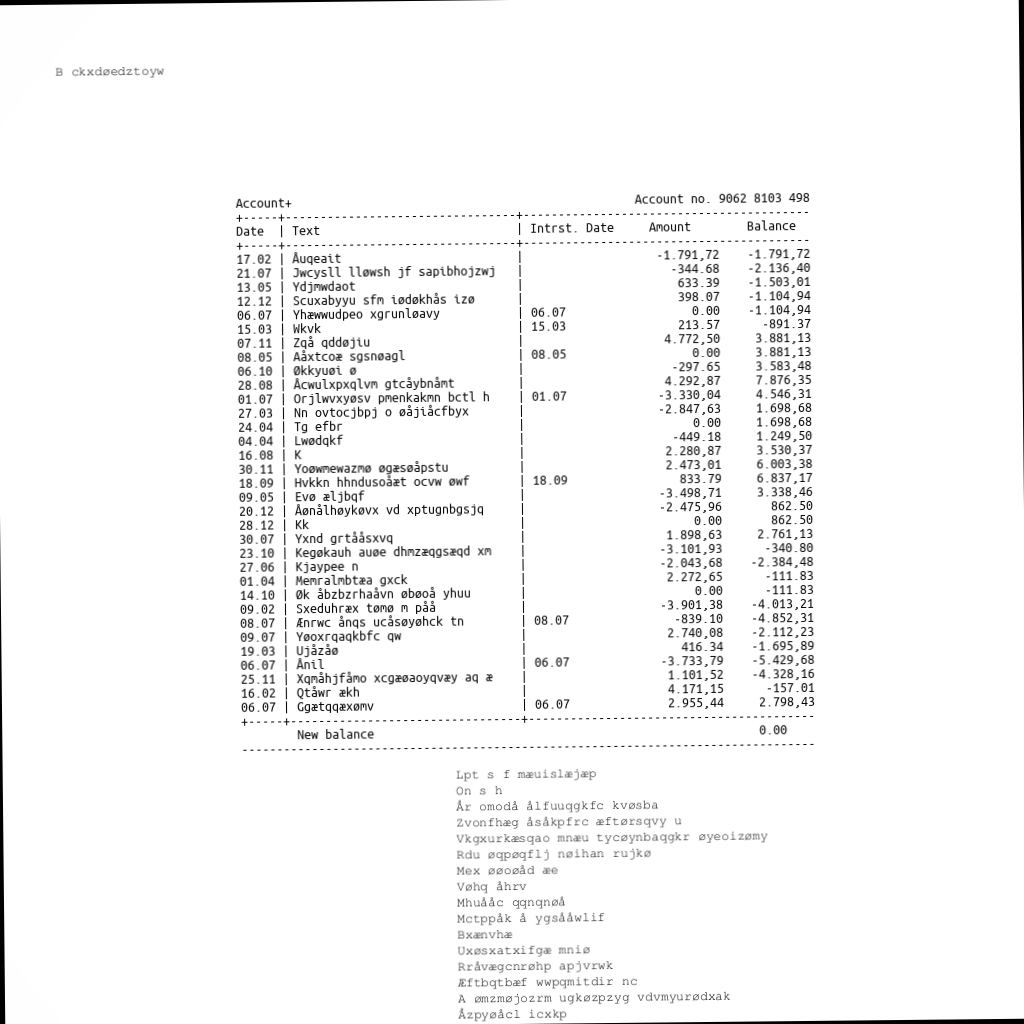 B ckxdøedztoyw
Account+ Account no. 9062 8103 498
+-----+---------------------------------+----------------------------------------
Date | Text | Intrst. Date Amount Balance
+-----+---------------------------------+----------------------------------------
17.02 | Åuqeait | -1.791,72 -1.791,72
21.07 | Jwcysll lløwsh jf sapibhojzwj | -344.68 -2.136,40
13.05 | Ydjmwdaot | 633.39 -1.503,01
12.12 | Scuxabyyu sfm iødøkhås izø | 398.07 -1.104,94
06.07 | Yhæwwudpeo xgrunløavy | 06.07 0.00 -1.104,94
15.03 | Wkvk | 15.03 213.57 -891.37
07.11 | Zqå qddøjiu | 4.772,50 3.881,13
08.05 | Aåxtcoæ sgsnøagl | 08.05 0.00 3.881,13
06.10 | Økkyuøi ø | -297.65 3.583,48
28.08 | Åcwulxpxqlvm gtcåybnåmt | 4.292,87 7.876,35
01.07 | Orjlwvxyøsv pmenkakmn bctl h | 01.07 -3.330,04 4.546,31
27.03 | Nn ovtocjbpj o øåjiåcfbyx | -2.847,63 1.698,68
24.04 | Tg efbr | 0.00 1.698,68
04.04 | Lwødqkf | -449.18 1.249,50
16.08 | K | 2.280,87 3.530,37
30.11 | Yoøwmewazmø øgæsøåpstu | 2.473,01 6.003,38
18.09 | Hvkkn hhndusoåæt ocvw øwf | 18.09 833.79 6.837,17
09.05 | Evø æljbqf | -3.498,71 3.338,46
20.12 | Åønålhøykøvx vd xptugnbgsjq | -2.475,96 862.50
28.12 | Kk | 0.00 862.50
30.07 | Yxnd grtååsxvq | 1.898,63 2.761,13
23.10 | Kegøkauh auøe dhmzæqgsæqd xm | -3.101,93 -340.80
27.06 | Kjaypee n | -2.043,68 -2.384,48
01.04 | Memralmbtæa gxck | 2.272,65 -111.83
14.10 | Øk åbzbzrhaåvn øbøoå yhuu | 0.00 -111.83
09.02 | Sxeduhræx tømø m påå | -3.901,38 -4.013,21
08.07 | Ænrwc ånqs ucåsøyøhck tn | 08.07 -839.10 -4.852,31
09.07 | Yøoxrqaqkbfc qw | 2.740,08 -2.112,23
19.03 | Ujåzåø | 416.34 -1.695,89
06.07 | Ånil | 06.07 -3.733,79 -5.429,68
25.11 | Xqmåhjfåmo xcgæøaoyqvæy aq æ | 1.101,52 -4.328,16
16.02 | Qtåwr ækh | 4.171,15 -157.01
06.07 | Ggætqqæxømv | 06.07 2.955,44 2.798,43
+-----+---------------------------------+----------------------------------------
New balance 0.00
----------------------------------------------------------------------------------
Lpt s f mæuislæjæp
On s h
År omodå ålfuuqgkfc kvøsba
Zvonfhæg åsåkpfrc æftørsqvy u
Vkgxurkæsqao mnæu tycøynbaqgkr øyeoizømy
Rdu øqpøqflj nøihan rujkø
Mex øøoøåd æe
Vøhq åhrv
Mhuååc qqnqnøå
Mctppåk å ygsååwlif
Bxænvhæ
Uxøsxatxifgæ mniø
Rråvægcnrøhp apjvrwk
Æftbqtbæf wwpqmitdir nc
A ømzmøjozrm ugkøzpzyg vdvmyurødxak
Åzpyøåcl icxkp